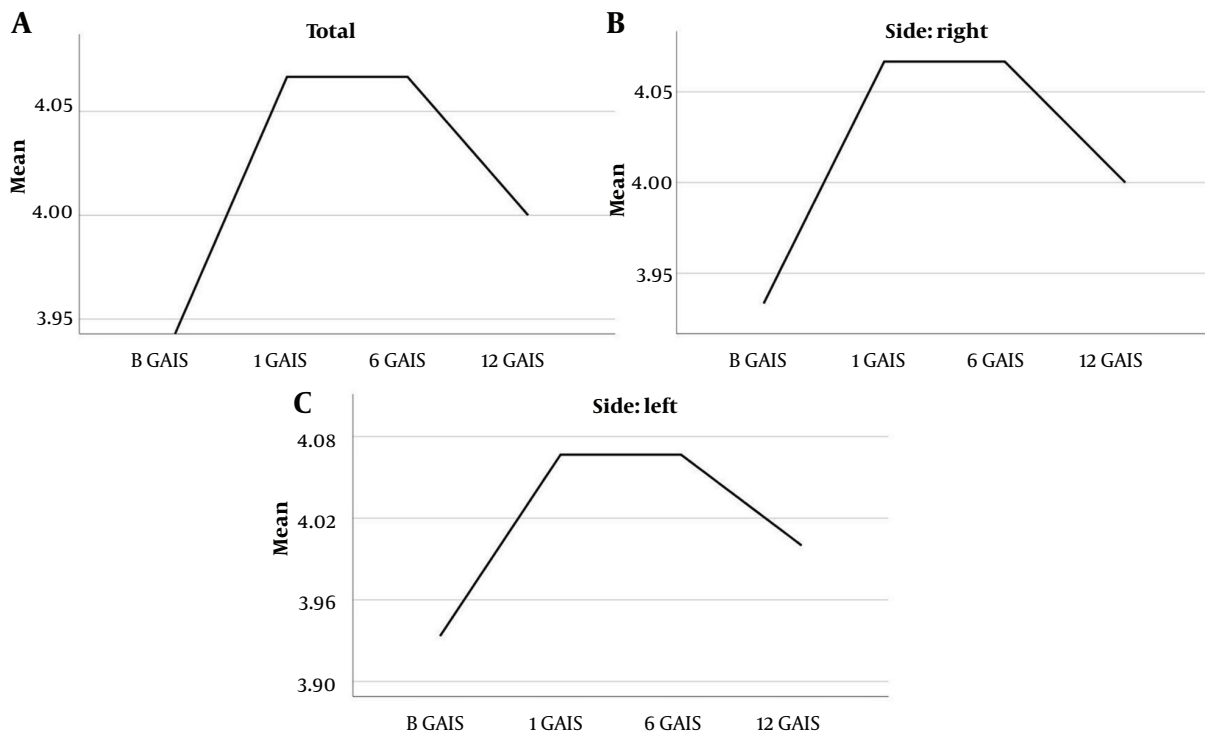 A
Total
4.05
4.00
3.95
Mean
B GAIS 1 GAIS 6 GAIS 12 GAIS
B
Side: right
4.05
4.00
3.95
Mean
B GAIS 1 GAIS 6 GAIS 12 GAIS
C
Side: left
4.08
4.02
3.96
3.90
Mean
B GAIS 1 GAIS 6 GAIS 12 GAIS